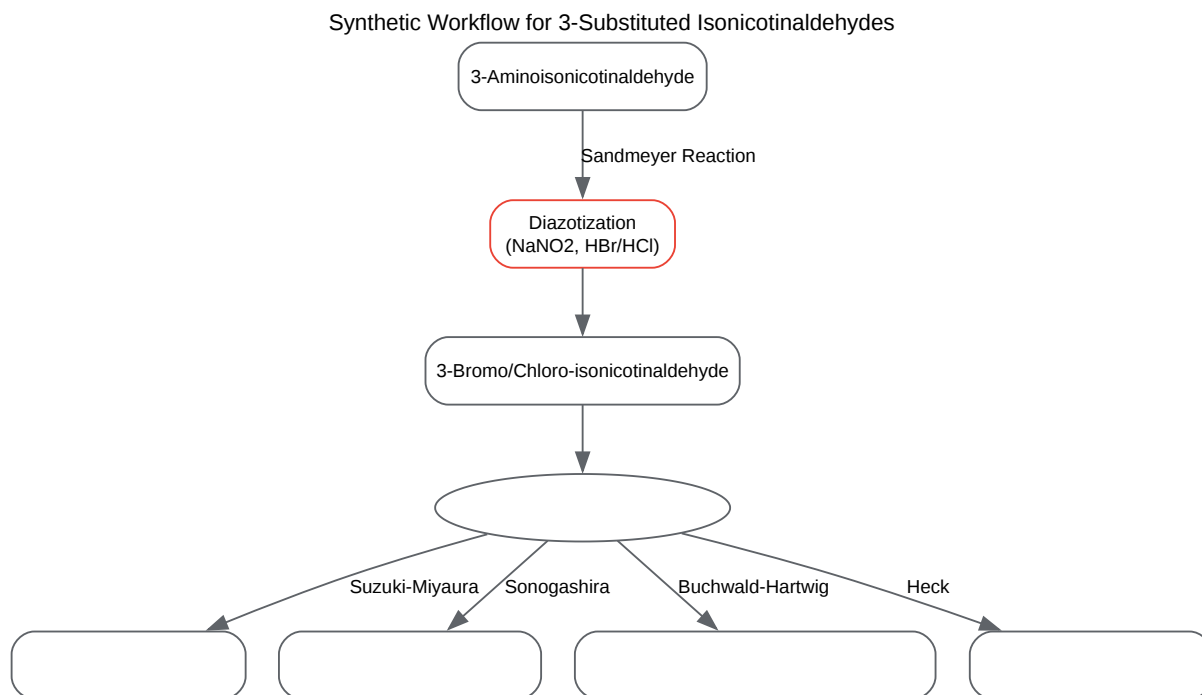 Synthetic Workflow for 3-Substituted Isonicotinaldehydes
3-Aminoisonicotinaldehyde
Sandmeyer Reaction
Diazotization
(NaNO2, HBr/HCl)
3-Bromo/Chloro-isonicotinaldehyde
Suzuki-Miyaura
Sonogashira
Buchwald-Hartwig
Heck